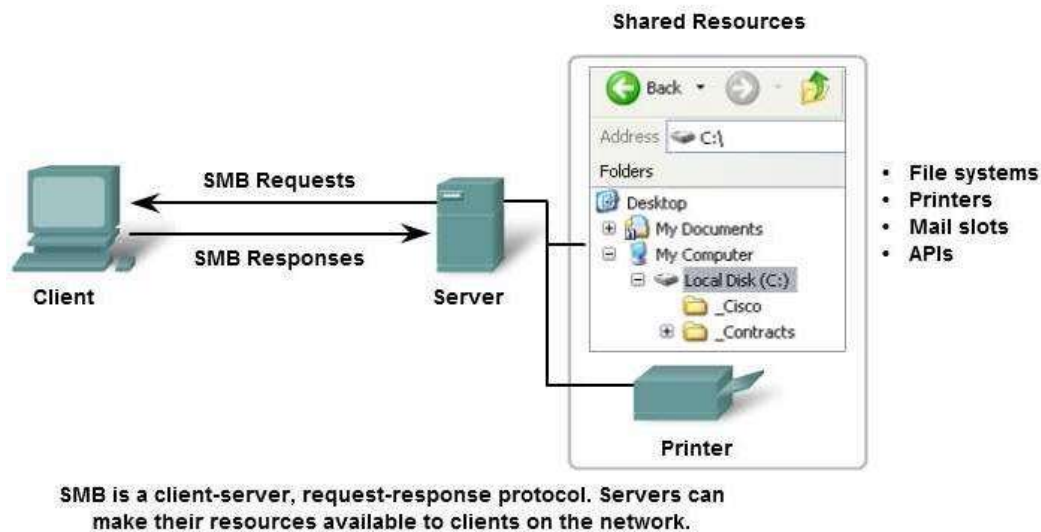 Shared Resources
Back
Address C:\
Folders
Desktop
My Documents
My Computer
Local Disk (C:)
_Cisco
_Contracts
• File systems
• Printers
• Mail slots
• APIs
SMB Requests
SMB Responses
Client
Server
Printer
SMB is a client-server, request-response protocol. Servers can
make their resources available to clients on the network.